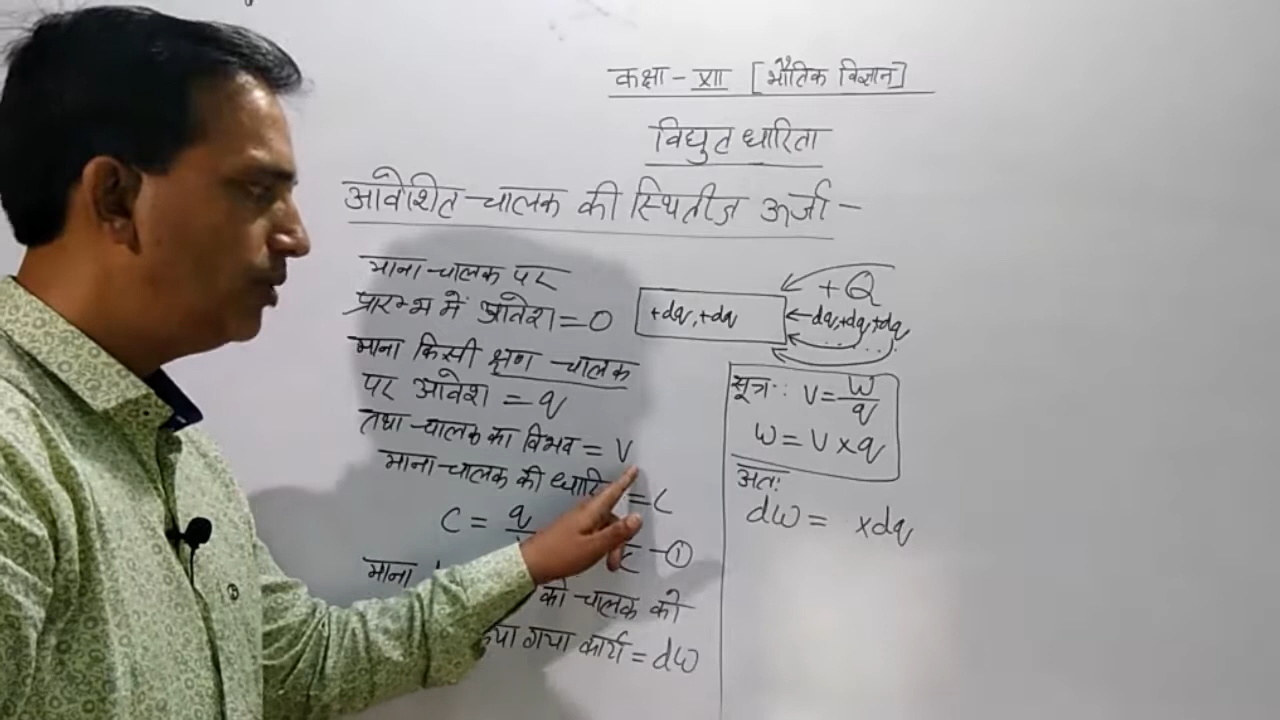 कक्षा - XII [भौतिक विज्ञान]
विद्युत धारिता
आवेशित चालक की स्थितीज ऊर्जा -
माना चालक पर
प्रारम्भ में आवेश = 0
माना किसी क्षण चालक
पर आवेश = q
तथा चालक का विभव = V
माना चालक की = C
C = q
- ①
माना
को चालक को
गया कार्य = dW
+Q
+dq, +dq
dq, +dq, +dq
सूत्र :: V = W/q
W = V × q
अतः
dW = × dq